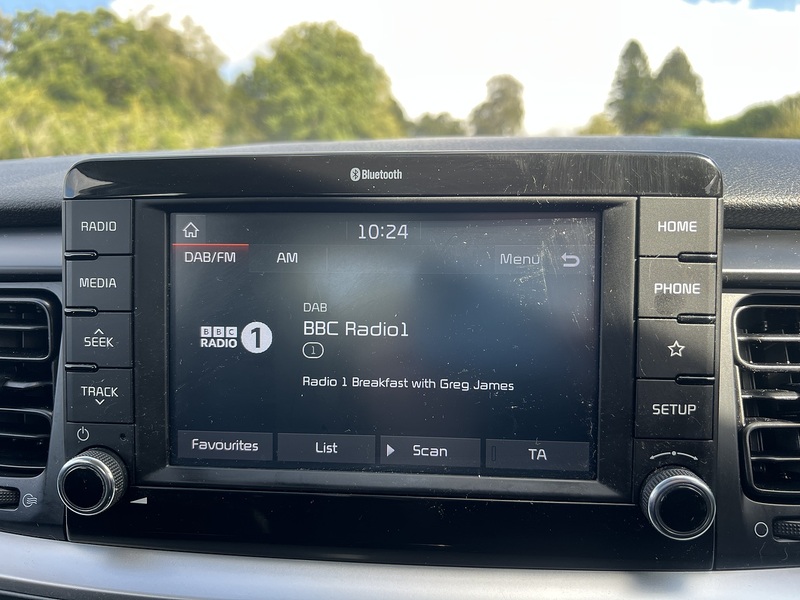 Bluetooth
RADIO
MEDIA
SEEK
TRACK
10:24
DAB/FM
AM
Menu
BBC
RADIO 1
DAB
BBC Radio1
1
Radio 1 Breakfast with Greg James
Favourites
List
Scan
TA
HOME
PHONE
SETUP